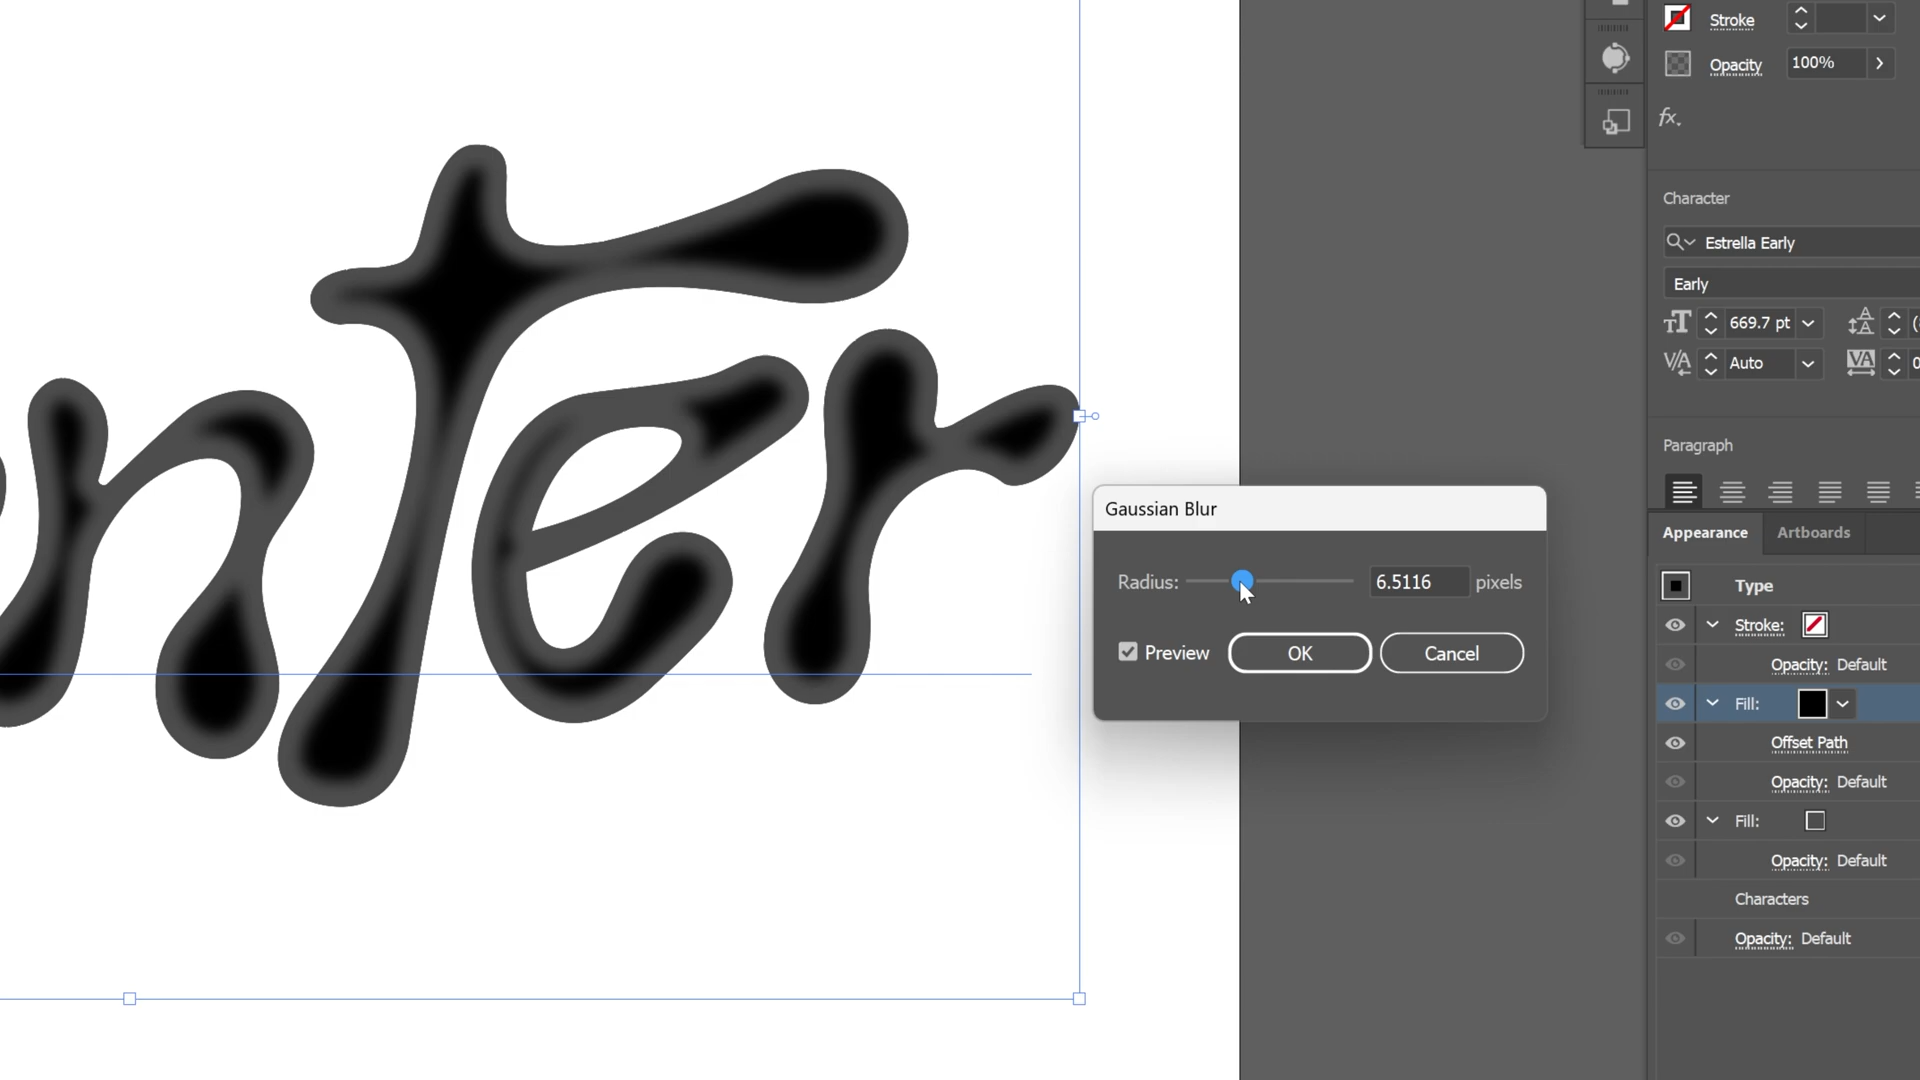 Stroke
Opacity 100%
fx.
Character
Estrella Early
Early
669.7 pt
Auto
0
Paragraph
nTer
Gaussian Blur
Radius: 6.5116 pixels
Preview OK Cancel
Appearance Artboards
Type
Stroke:
Opacity: Default
Fill:
Offset Path
Opacity: Default
Fill:
Opacity: Default
Characters
Opacity: Default